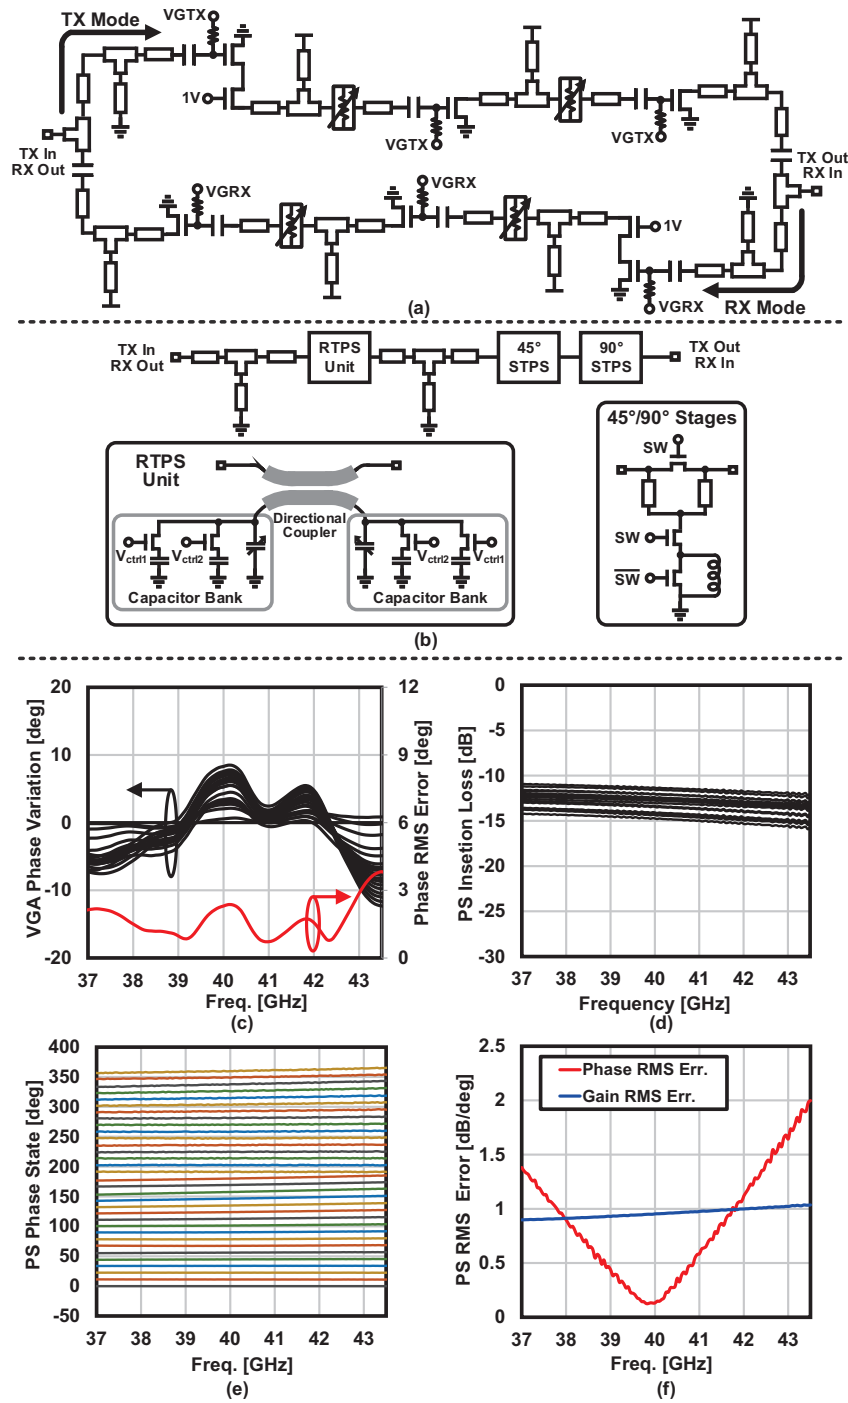 TX Mode
VGTX
1V
VGTX
VGTX
TX In
RX Out
TX Out
RX In
VGRX
VGRX
1V
VGRX
RX Mode
(a)
TX In
RX Out
RTPS
Unit
45°
STPS
90°
STPS
TX Out
RX In
RTPS
Unit
Directional
Coupler
Vctrl1
Vctrl2
Vctrl2
Vctrl1
Capacitor Bank
Capacitor Bank
45°/90° Stages
SW
SW
SW
(b)
VGA Phase Variation [deg]
20
10
0
-10
-20
12
9
6
3
0
Phase RMS Error [deg]
37 38 39 40 41 42 43
Freq. [GHz]
(c)
PS Insetion Loss [dB]
0
-5
-10
-15
-20
-25
-30
37 38 39 40 41 42 43
Frequency [GHz]
(d)
PS Phase State [deg]
400
350
300
250
200
150
100
50
0
-50
37 38 39 40 41 42 43
Freq. [GHz]
(e)
PS RMS Error [dB/deg]
2.5
2
1.5
1
0.5
0
Phase RMS Err.
Gain RMS Err.
37 38 39 40 41 42 43
Freq. [GHz]
(f)